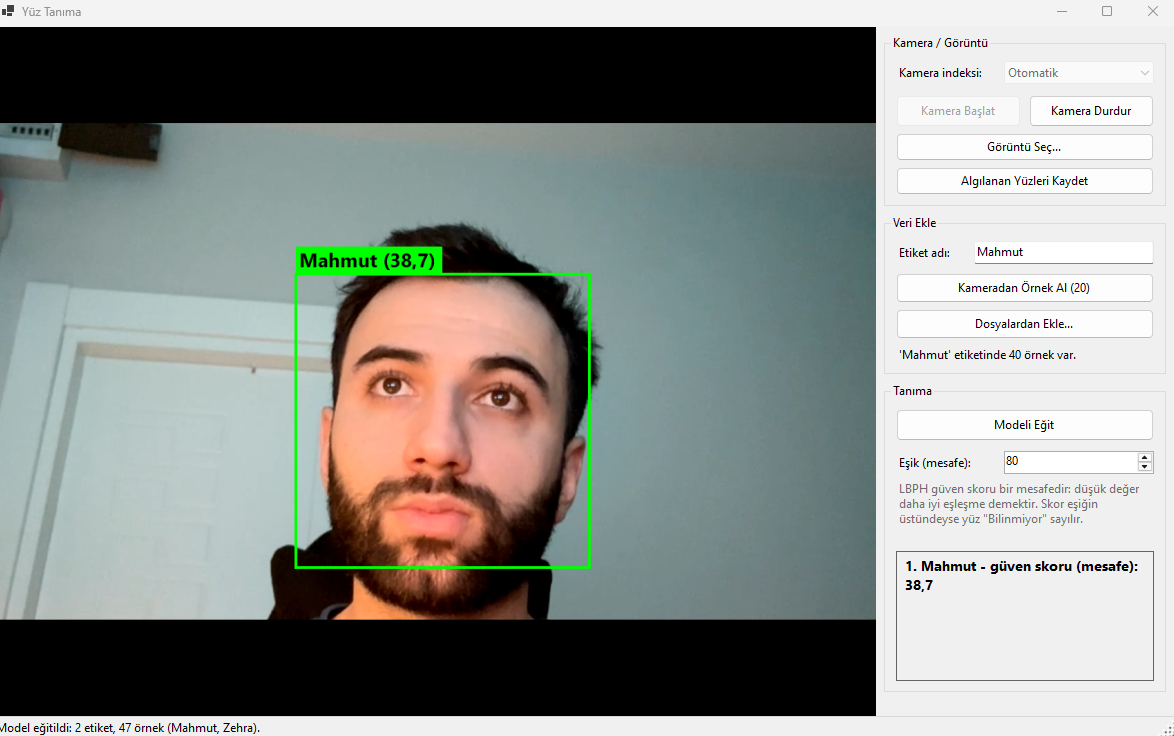 Yüz Tanıma
Mahmut (38,7)
Kamera / Görüntü
Kamera indeksi:
Otomatik
Kamera Başlat
Kamera Durdur
Görüntü Seç...
Algılanan Yüzleri Kaydet
Veri Ekle
Etiket adı:
Mahmut
Kameradan Örnek Al (20)
Dosyalardan Ekle...
'Mahmut' etiketinde 40 örnek var.
Tanıma
Modeli Eğit
Eşik (mesafe):
80
LBPH güven skoru bir mesafedir: düşük değer
daha iyi eşleşme demektir. Skor eşiğin
üstündeyse yüz "Bilinmiyor" sayılır.
1. Mahmut - güven skoru (mesafe):
38,7
Model eğitildi: 2 etiket, 47 örnek (Mahmut, Zehra).